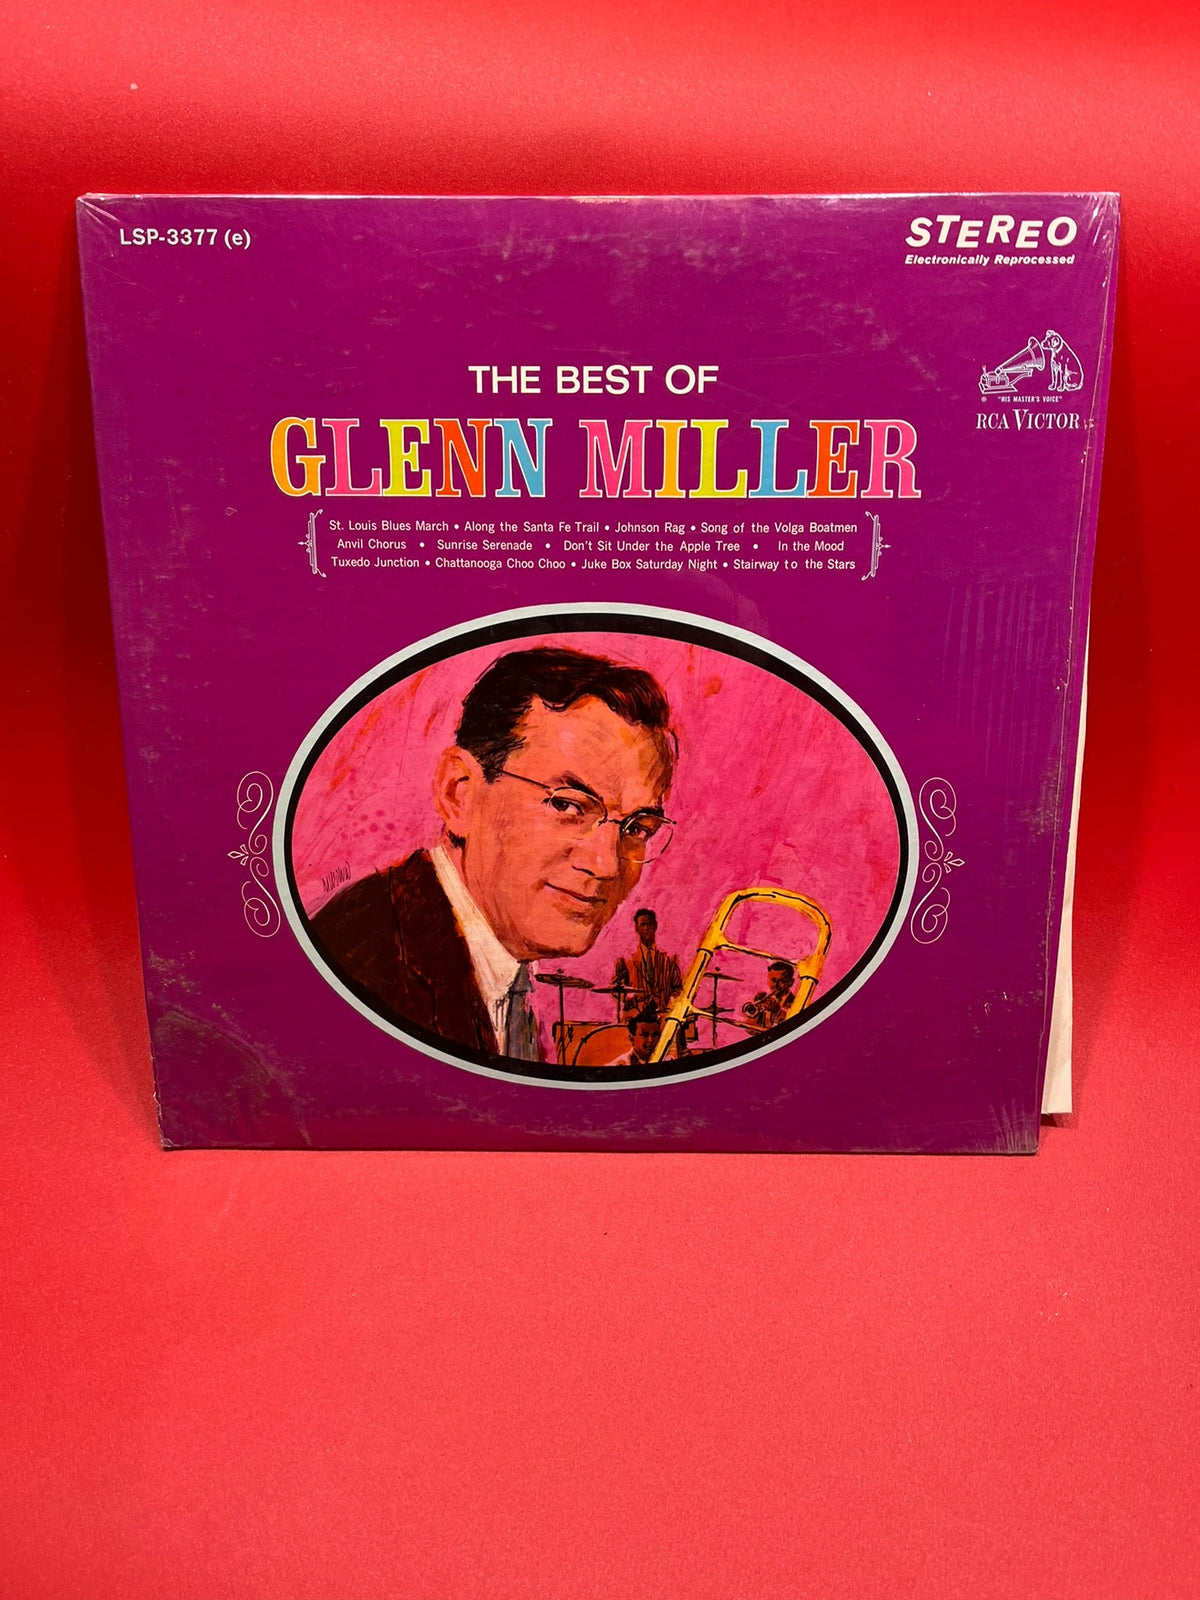 LSP-3377 (e)
STEREO
Electronically Reprocessed
"HIS MASTER'S VOICE"
RCA VICTOR
THE BEST OF
GLENN MILLER
St. Louis Blues March • Along the Santa Fe Trail • Johnson Rag • Song of the Volga Boatmen
Anvil Chorus • Sunrise Serenade • Don't Sit Under the Apple Tree • In the Mood
Tuxedo Junction • Chattanooga Choo Choo • Juke Box Saturday Night • Stairway to the Stars